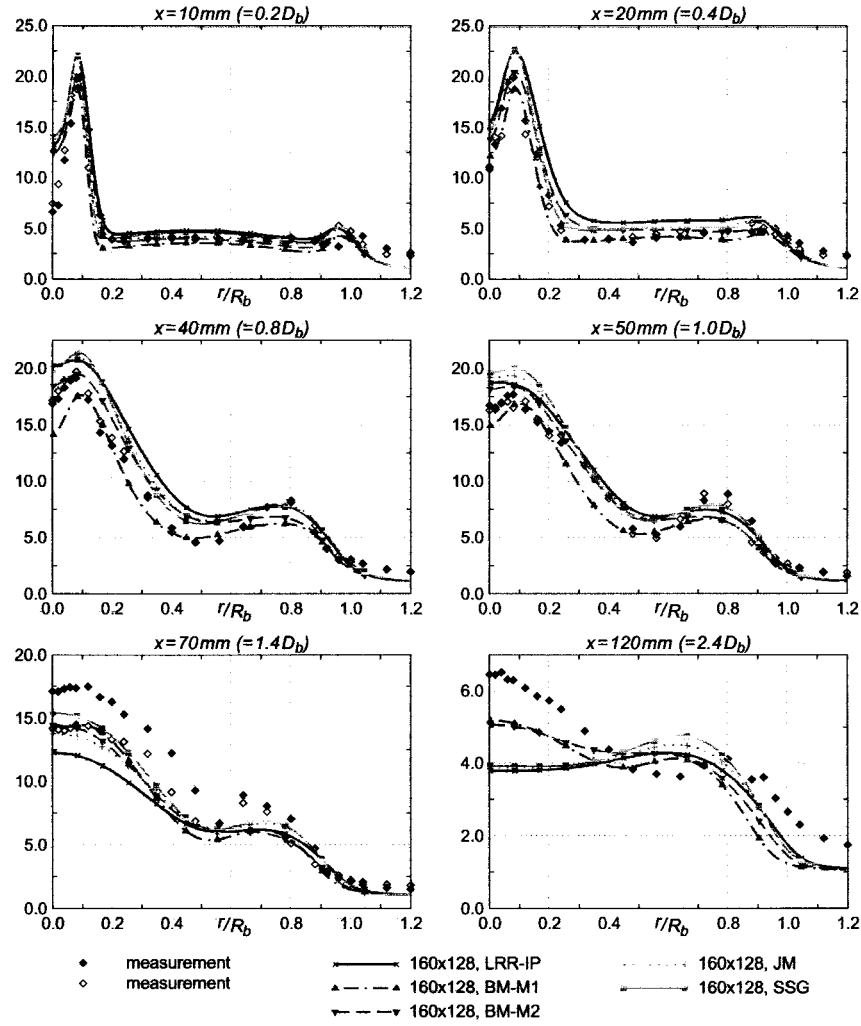 x=10mm (=0.2D_b)
x=20mm (=0.4D_b)
25.0
20.0
15.0
10.0
5.0
0.0
0.0 0.2 0.4 r/R_b 0.8 1.0 1.2
25.0
20.0
15.0
10.0
5.0
0.0
0.0 0.2 0.4 r/R_b 0.8 1.0 1.2
x=40mm (=0.8D_b)
x=50mm (=1.0D_b)
20.0
15.0
10.0
5.0
0.0
0.0 0.2 0.4 r/R_b 0.8 1.0 1.2
20.0
15.0
10.0
5.0
0.0
0.0 0.2 0.4 r/R_b 0.8 1.0 1.2
x=70mm (=1.4D_b)
x=120mm (=2.4D_b)
20.0
15.0
10.0
5.0
0.0
0.0 0.2 0.4 r/R_b 0.8 1.0 1.2
6.0
4.0
2.0
0.0
0.0 0.2 0.4 r/R_b 0.8 1.0 1.2
measurement
measurement
160x128, LRR-IP
160x128, BM-M1
160x128, BM-M2
160x128, JM
160x128, SSG